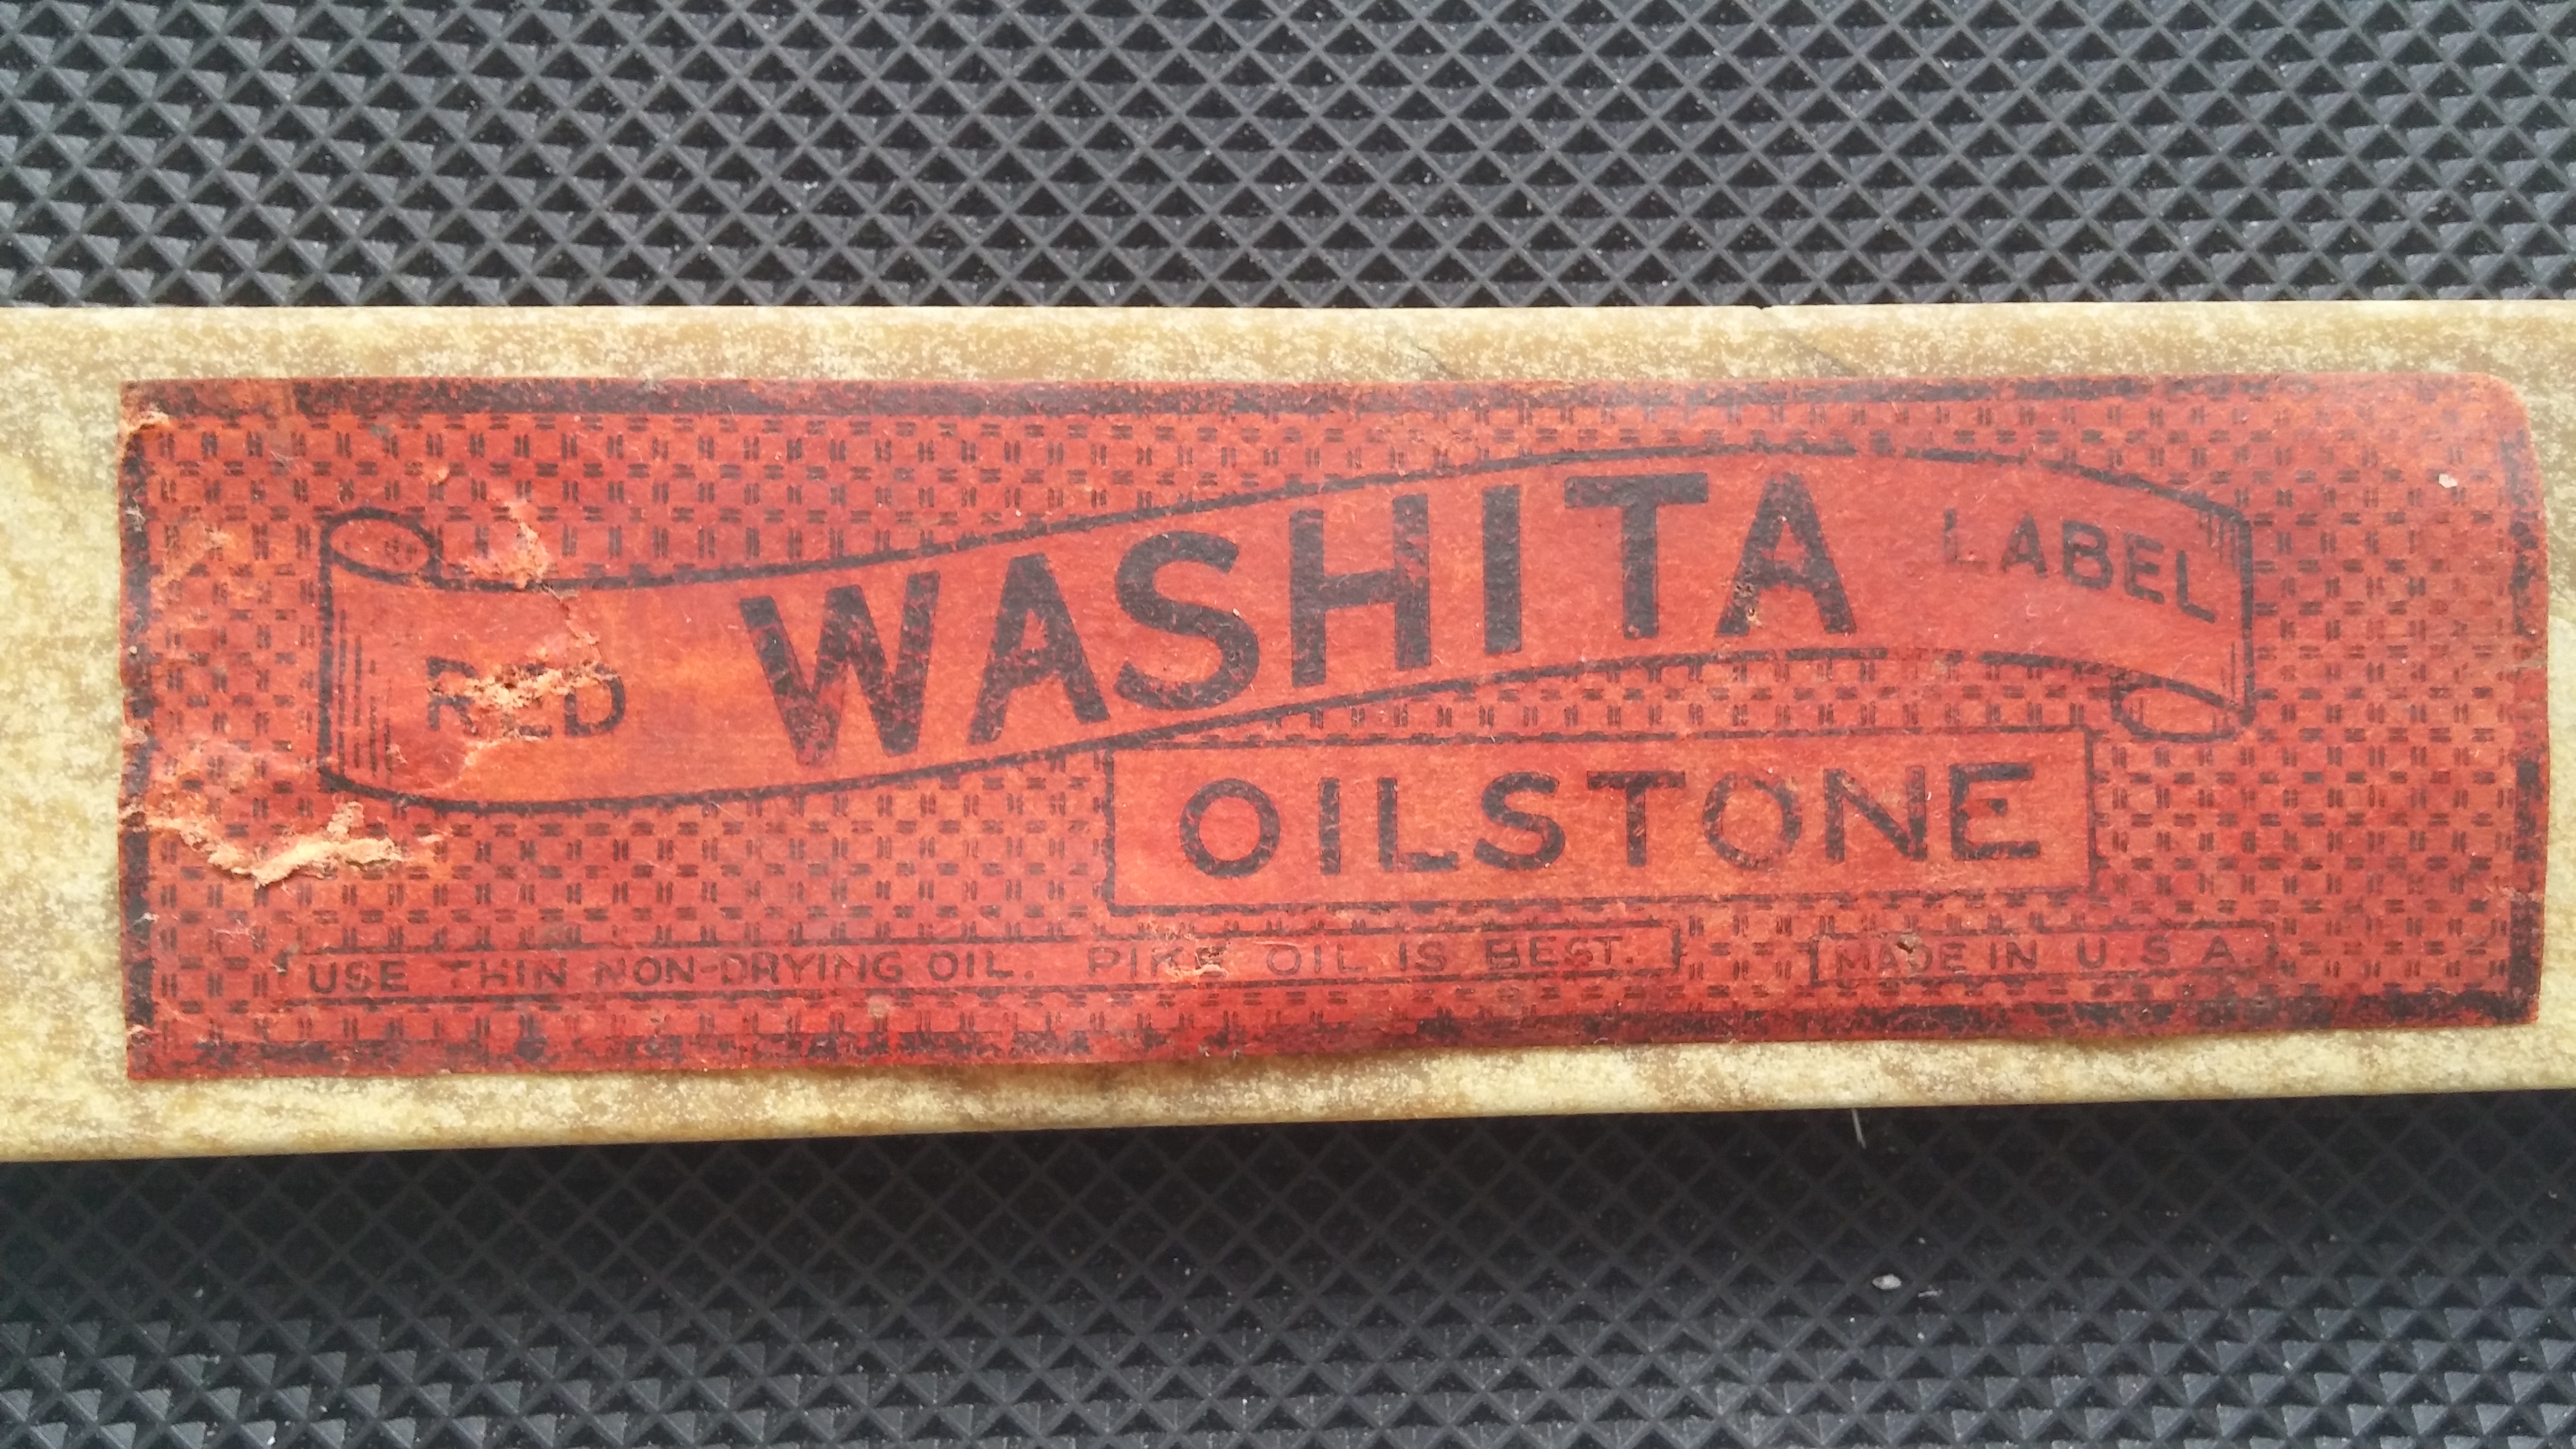 RED WASHITA LABEL
OILSTONE
USE THIN NON-DRYING OIL. PIKE OIL IS BEST. MADE IN U.S.A.